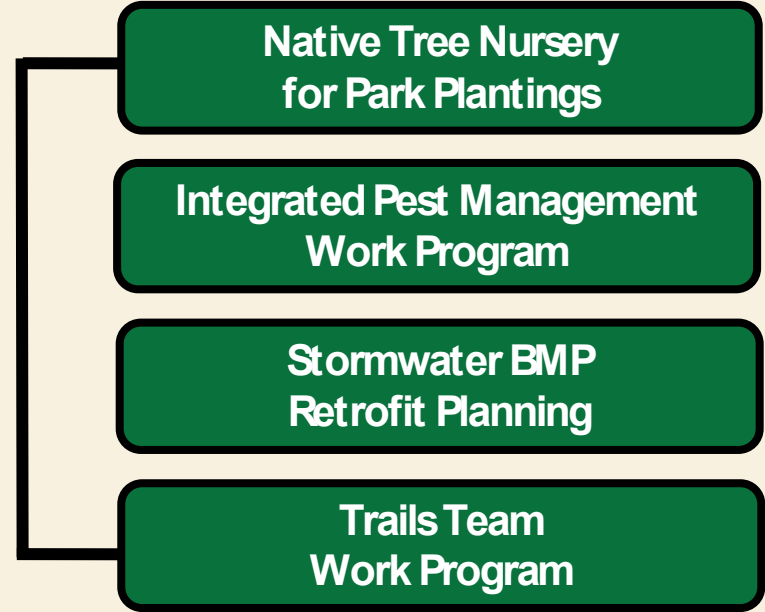 Native Tree Nursery
for Park Plantings
Integrated Pest Management
Work Program
Stormwater BMP
Retrofit Planning
Trails Team
Work Program